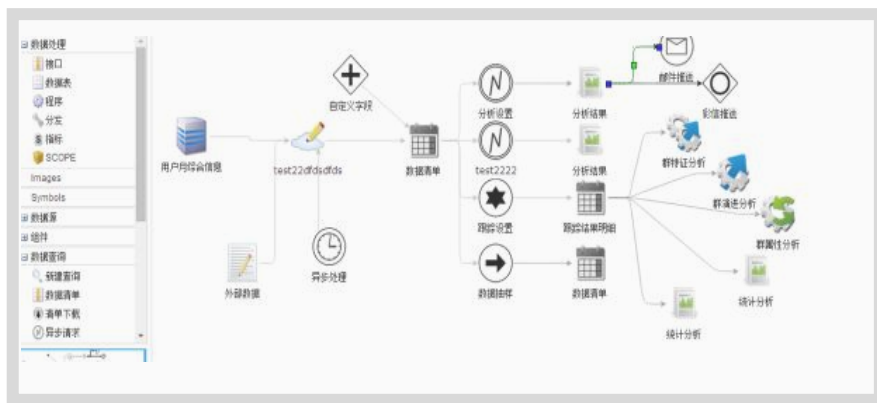 数据处理
接口
数据表
程序
分发
指标
SCOPE
Images
Symbols
数据源
组件
数据查询
新建查询
数据清单
清单下载
异步请求
用户月综合信息
外部数据
test22dfdsdfds
异步处理
自定义字段
数据清单
分析设置
test2222
跟踪设置
数据抽样
分析结果
分析结果
跟踪结果明细
数据清单
邮件推送
彩信推送
群特证分析
群演进分析
群属性分析
统计分析
统计分析